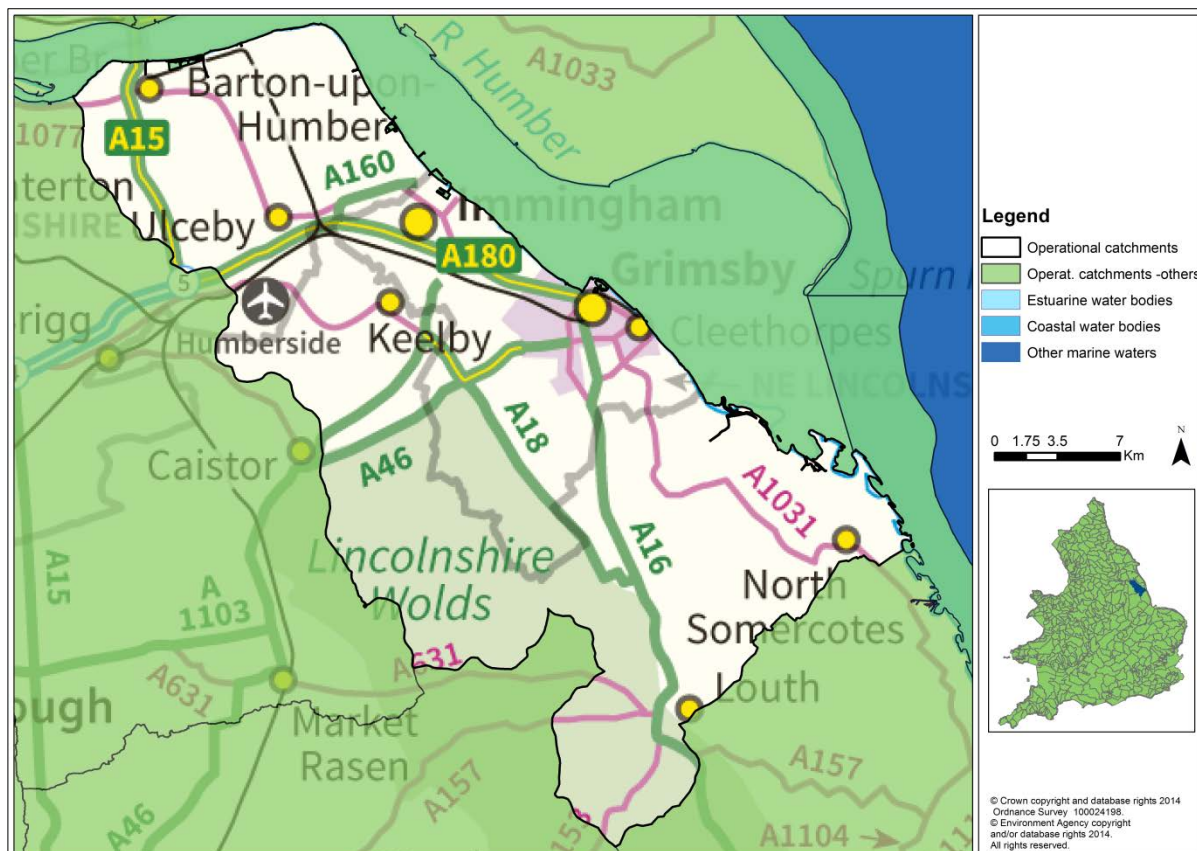 R Humber
A1033
Barton-upon-
Humber
1077
A15
A160
Immingham
Ulceby
A180
Grimsby
Spurn
5
Humberside
Keelby
Cleethorpes
NE LINCOLNS
Caistor
A46
A18
A1031
A16
Lincolnshire
Wolds
North
Somercotes
A15
A
1103
A631
A631
Louth
ough
Market
Rasen
A157
A157
A46
A1104
Legend
Operational catchments
Operat. catchments -others
Estuarine water bodies
Coastal water bodies
Other marine waters
N
0 1.75 3.5 7
Km
© Crown copyright and database rights 2014
Ordnance Survey 100024198.
© Environment Agency copyright
and/or database rights 2014.
All rights reserved.